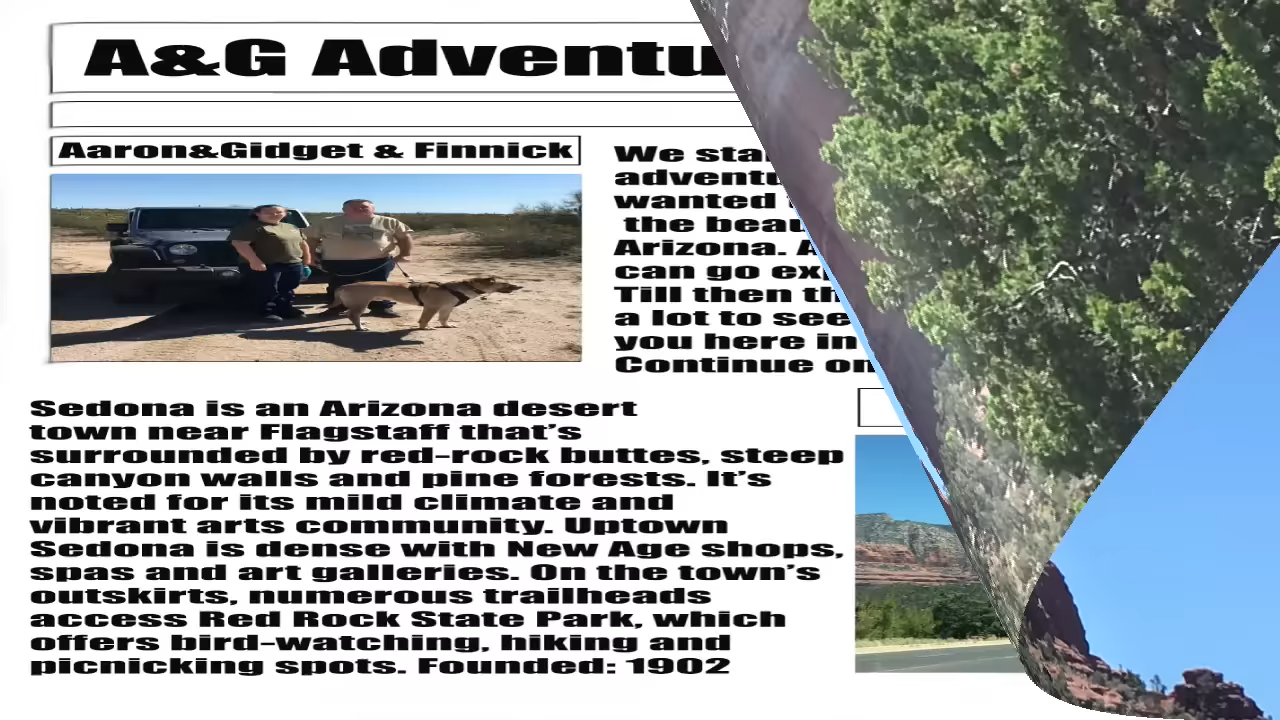 A&G Adventu
Aaron&Gidget & Finnick
We sta
advent
wanted
the beau
Arizona.
can go ex
Till then th
a lot to see
you here in
Continue on
Sedona is an Arizona desert
town near Flagstaff that’s
surrounded by red-rock buttes, steep
canyon walls and pine forests. It’s
noted for its mild climate and
vibrant arts community. Uptown
Sedona is dense with New Age shops,
spas and art galleries. On the town’s
outskirts, numerous trailheads
access Red Rock State Park, which
offers bird-watching, hiking and
picnicking spots. Founded: 1902